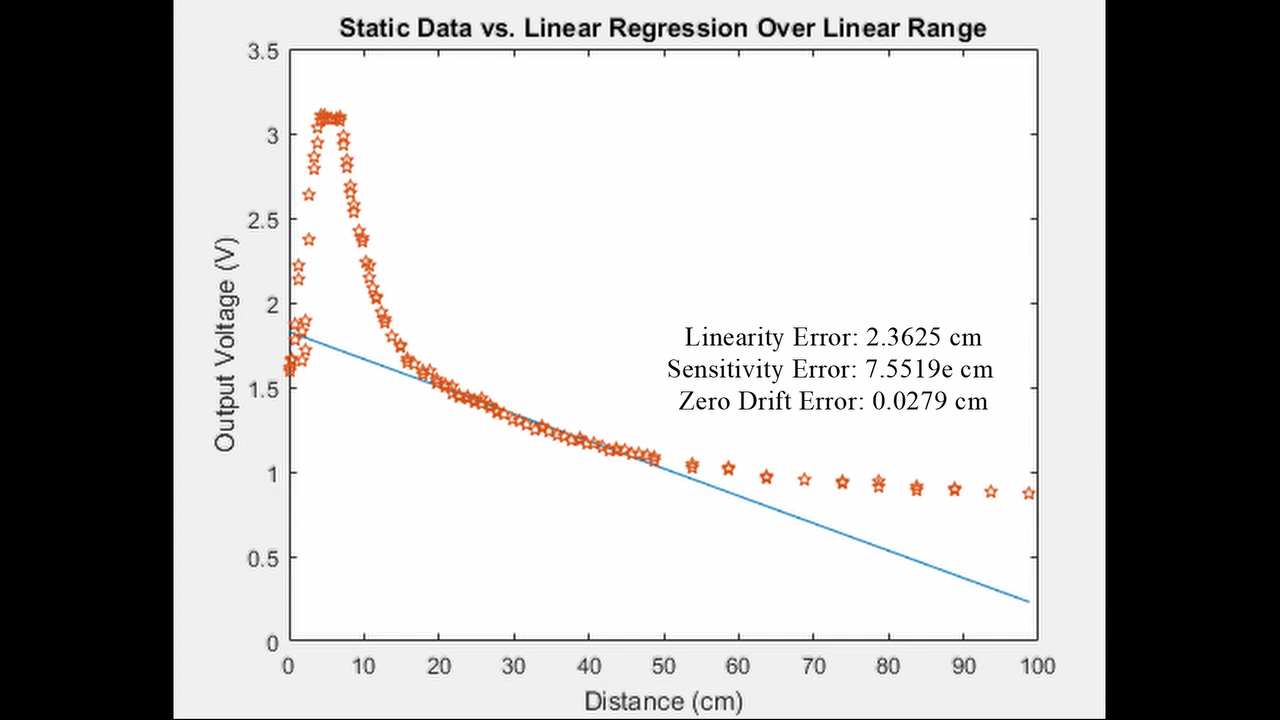 Static Data vs. Linear Regression Over Linear Range
3.5
3
2.5
2
1.5
1
0.5
0
Output Voltage (V)
Linearity Error: 2.3625 cm
Sensitivity Error: 7.5519e cm
Zero Drift Error: 0.0279 cm
0 10 20 30 40 50 60 70 80 90 100
Distance (cm)